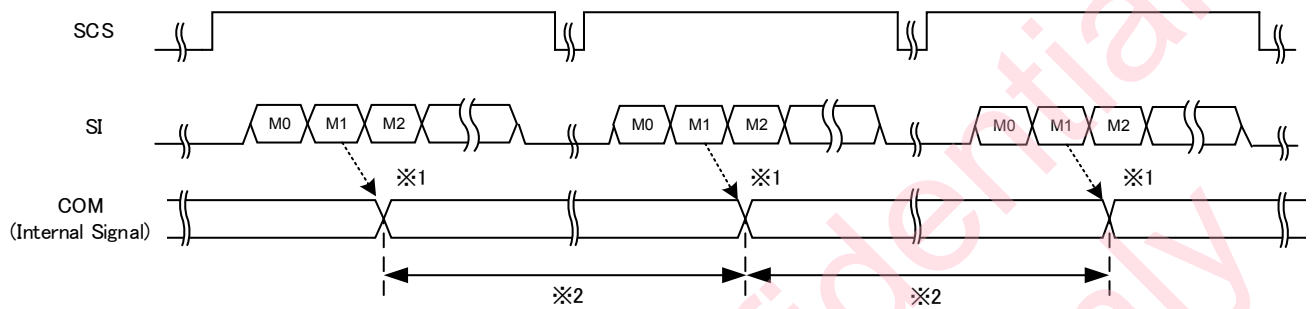 SCS
SI
M0 M1 M2
M0 M1 M2
M0 M1 M2
※1
※1
※1
COM
(Internal Signal)
※2
※2